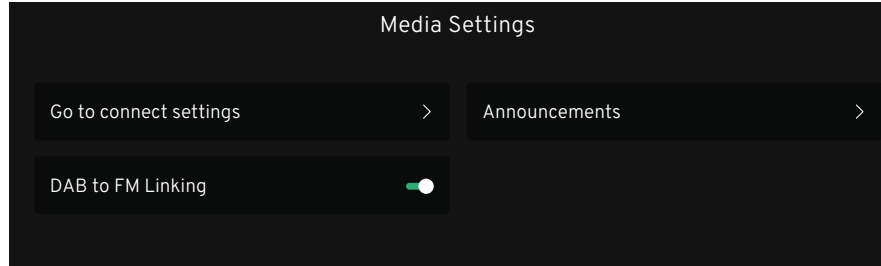 Media Settings
Go to connect settings
Announcements
DAB to FM Linking